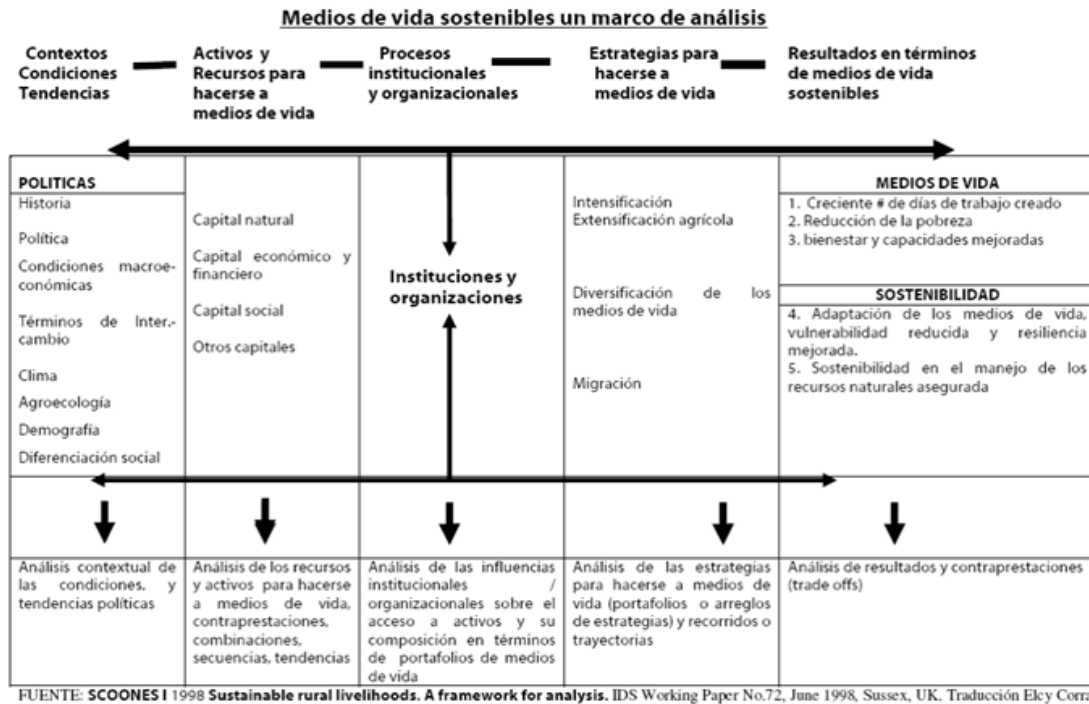 Medios de vida sostenibles un marco de análisis
Contextos
Condiciones
Tendencias
Activos y
Recursos para
hacerse a
medios de vida
Procesos
institucionales
y organizacionales
Estrategias para
hacerse a
medios de vida
Resultados en términos
de medios de vida
sostenibles
POLITICAS
Historia
Política
Condiciones macroe-
conómicas
Términos de Inter.-
cambio
Clima
Agroecología
Demografía
Diferenciación social
Capital natural
Capital económico y
financiero
Capital social
Otros capitales
Instituciones y
organizaciones
Intensificación
Extensificación agrícola
Diversificación de los
medios de vida
Migración
MEDIOS DE VIDA
1. Creciente # de días de trabajo creado
2. Reducción de la pobreza
3. bienestar y capacidades mejoradas
SOSTENIBILIDAD
4. Adaptación de los medios de vida,
vulnerabilidad reducida y resiliencia
mejorada.
5. Sostenibilidad en el manejo de los
recursos naturales asegurada
Análisis contextual de
las condiciones, y
tendencias políticas
Análisis de los recursos
y activos para hacerse
a medios de vida,
contraprestaciones,
combinaciones,
secuencias, tendencias
Análisis de las influencias
institucionales /
organizacionales sobre el
acceso a activos y su
composición en términos
de portafolios de medios
de vida
Análisis de las estrategias
para hacerse a medios de
vida (portafolios o arreglos
de estrategias) y recorridos o
trayectorias
Análisis de resultados y contraprestaciones
(trade offs)
FUENTE: SCOONES I 1998 Sustainable rural livelihoods. A framework for analysis. IDS Working Paper No.72, June 1998, Sussex, UK. Traducción Elcy